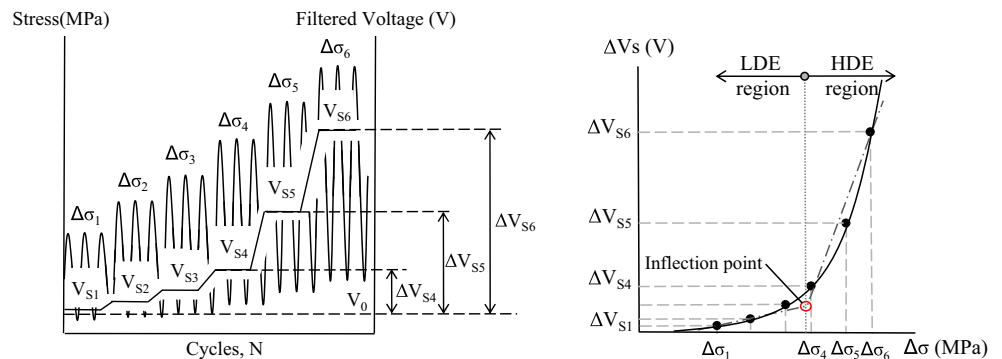 Stress(MPa)
Filtered Voltage (V)
Δσ6
Δσ5
Δσ4
Δσ3
Δσ2
Δσ1
VS6
VS5
VS4
VS3
VS2
VS1
ΔVS6
ΔVS5
ΔVS4
V0
Cycles, N
ΔVs (V)
LDE region
HDE region
ΔVS6
ΔVS5
ΔVS4
ΔVS1
Inflection point
Δσ1
Δσ4
Δσ5
Δσ6
Δσ (MPa)